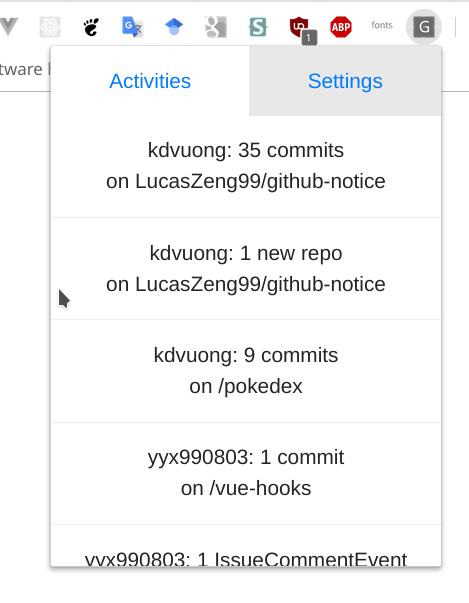 fonts
G
1
ABP
S
tware
Activities
Settings
kdvuong: 35 commits
on LucasZeng99/github-notice
kdvuong: 1 new repo
on LucasZeng99/github-notice
kdvuong: 9 commits
on /pokedex
yyx990803: 1 commit
on /vue-hooks
yyx990803: 1 IssueCommentEvent